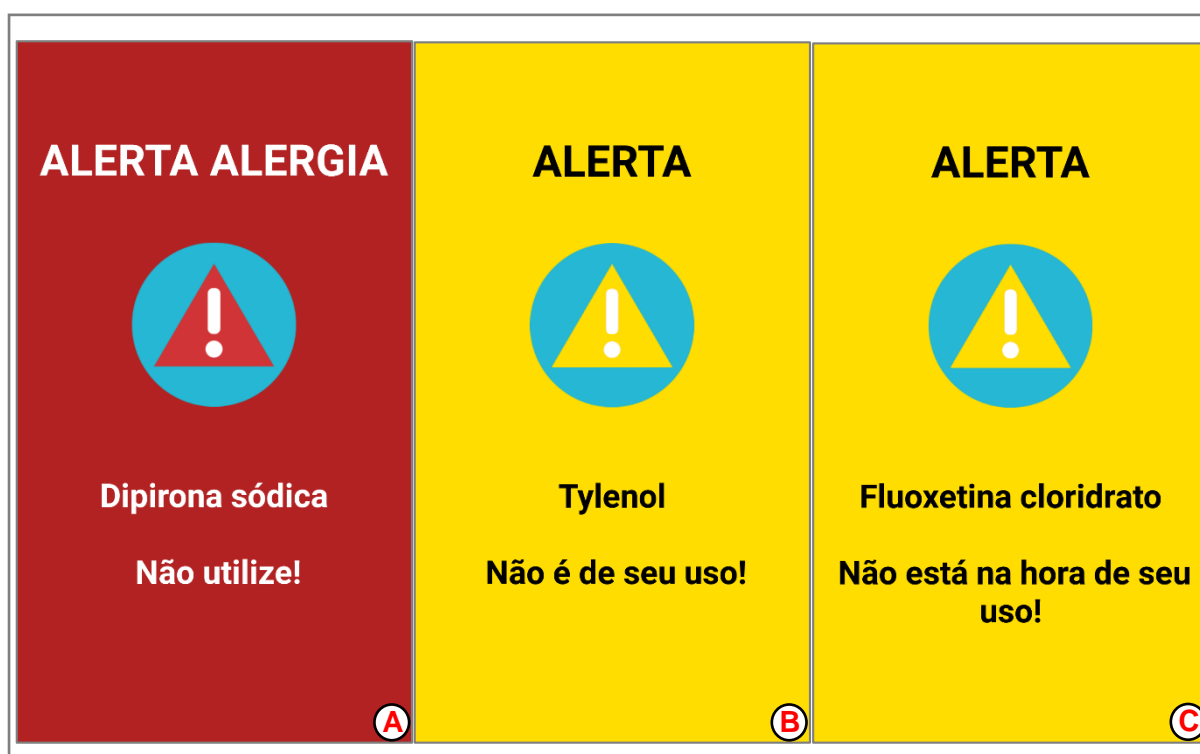 ALERTA ALERGIA
Dipirona sódica
Não utilize!
A
ALERTA
Tylenol
Não é de seu uso!
B
ALERTA
Fluoxetina cloridrato
Não está na hora de seu
uso!
C